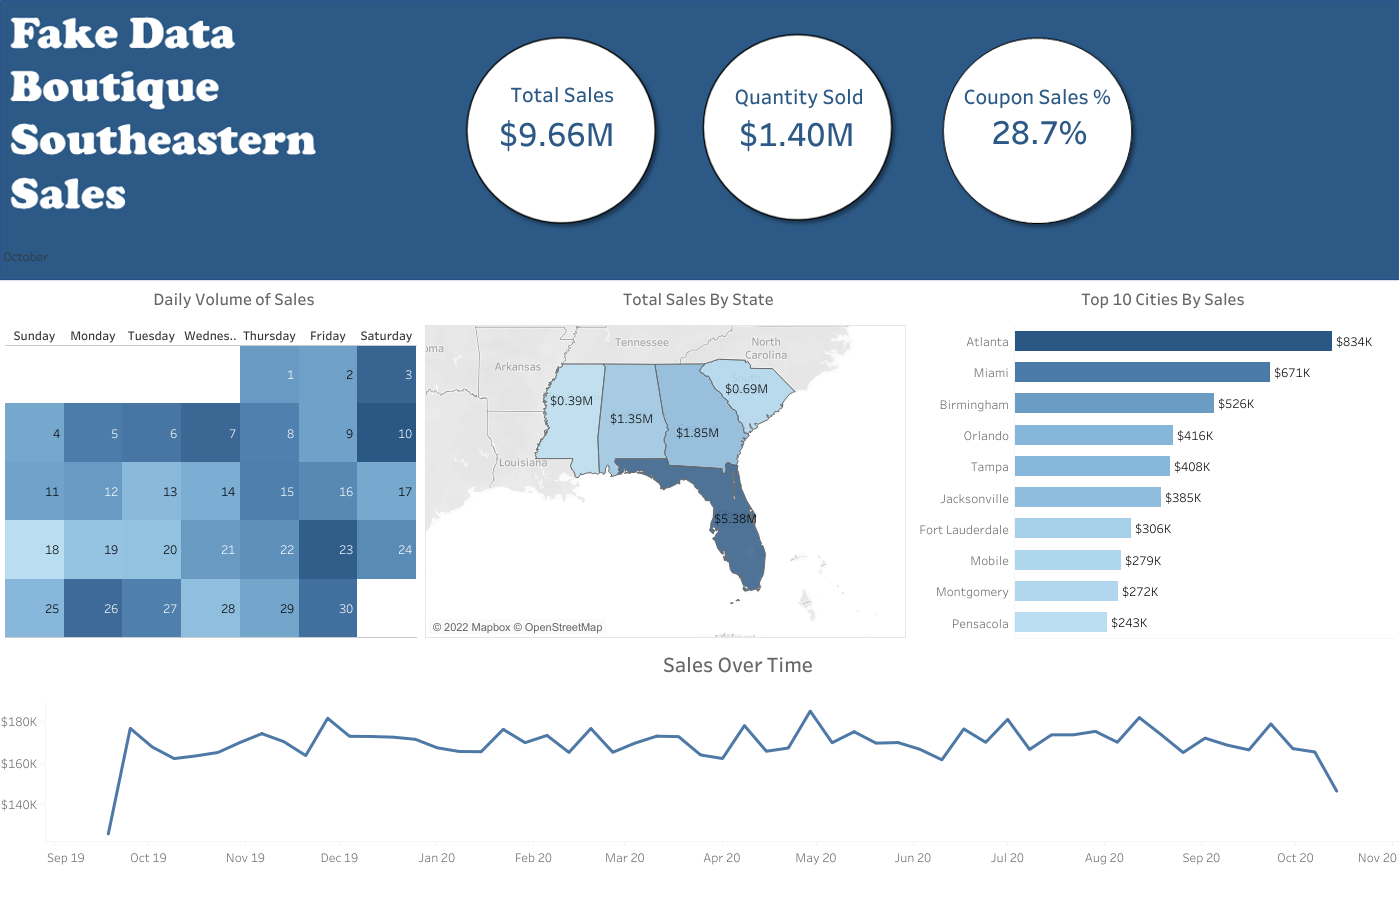 Fake Data
Boutique
Southeastern
Sales
Total Sales
$9.66M
Quantity Sold
$1.40M
Coupon Sales %
28.7%
October
Daily Volume of Sales
Sunday Monday Tuesday Wednes.. Thursday Friday Saturday
1 2 3
4 5 6 7 8 9 10
11 12 13 14 15 16 17
18 19 20 21 22 23 24
25 26 27 28 29 30
Total Sales By State
oma
Arkansas
Tennessee
North
Carolina
$0.39M
$1.35M
$1.85M
$0.69M
Louisiana
$5.38M
© 2022 Mapbox © OpenStreetMap
Top 10 Cities By Sales
Atlanta $834K
Miami $671K
Birmingham $526K
Orlando $416K
Tampa $408K
Jacksonville $385K
Fort Lauderdale $306K
Mobile $279K
Montgomery $272K
Pensacola $243K
Sales Over Time
$180K
$160K
$140K
Sep 19 Oct 19 Nov 19 Dec 19 Jan 20 Feb 20 Mar 20 Apr 20 May 20 Jun 20 Jul 20 Aug 20 Sep 20 Oct 20 Nov 20